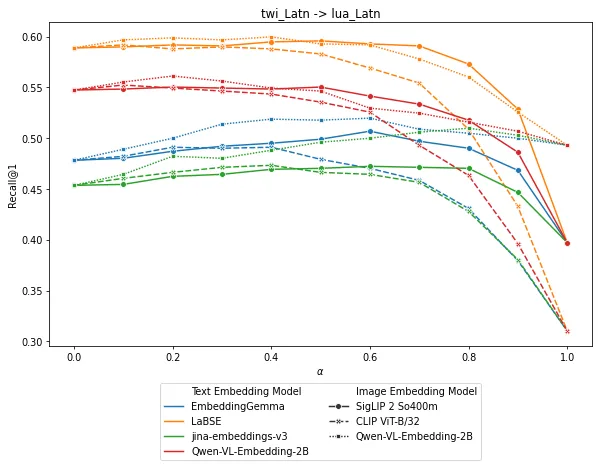 twi_Latn -> lua_Latn
Recall@1
0.60
0.55
0.50
0.45
0.40
0.35
0.30
0.0 0.2 0.4 0.6 0.8 1.0
α
Text Embedding Model
EmbeddingGemma
LaBSE
jina-embeddings-v3
Qwen-VL-Embedding-2B
Image Embedding Model
SigLIP 2 So400m
CLIP ViT-B/32
Qwen-VL-Embedding-2B